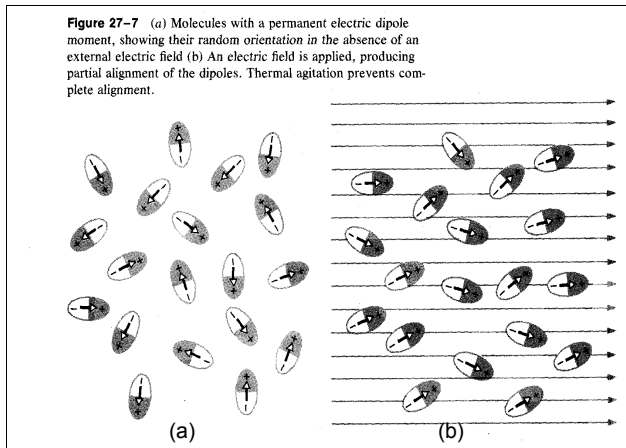 Figure 27–7 (a) Molecules with a permanent electric dipole
moment, showing their random orientation in the absence of an
external electric field (b) An electric field is applied, producing
partial alignment of the dipoles. Thermal agitation prevents com-
plete alignment.
(a) (b)